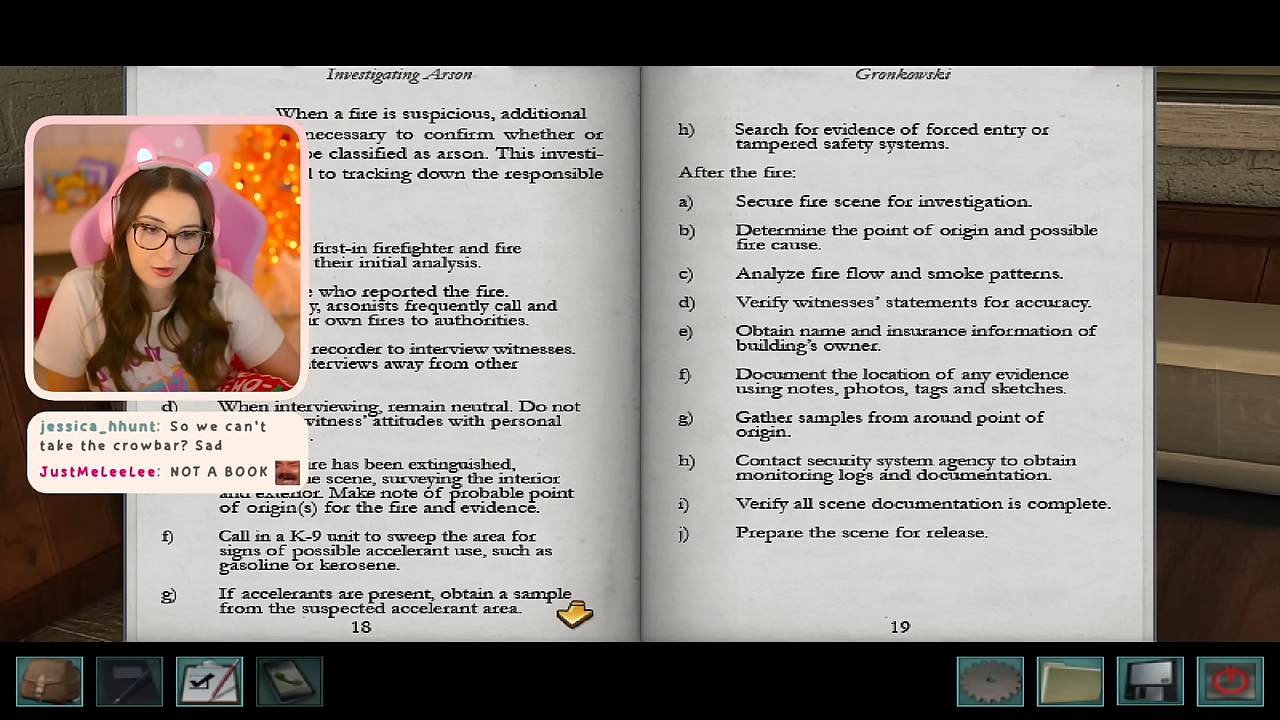 Investigating Arson
When a fire is suspicious, additional
necessary to confirm whether or
be classified as arson. This investi-
to tracking down the responsible
first-in firefighter and fire
their initial analysis.
who reported the fire.
arsonists frequently call and
own fires to authorities.
recorder to interview witnesses.
away from other
d) When interviewing, remain neutral. Do not
attitudes with personal
has been extinguished,
scene, surveying the interior
and exterior. Make note of probable point
of origin(s) for the fire and evidence.
f) Call in a K-9 unit to sweep the area for
signs of possible accelerant use, such as
gasoline or kerosene.
g) If accelerants are present, obtain a sample
from the suspected accelerant area.
18
Gronkowski
h) Search for evidence of forced entry or
tampered safety systems.
After the fire:
a) Secure fire scene for investigation.
b) Determine the point of origin and possible
fire cause.
c) Analyze fire flow and smoke patterns.
d) Verify witnesses' statements for accuracy.
e) Obtain name and insurance information of
building's owner.
f) Document the location of any evidence
using notes, photos, tags and sketches.
g) Gather samples from around point of
origin.
h) Contact security system agency to obtain
monitoring logs and documentation.
i) Verify all scene documentation is complete.
j) Prepare the scene for release.
19
jessica_hhunt: So we can't
take the crowbar? Sad
JustMeLeeLee: NOT A BOOK